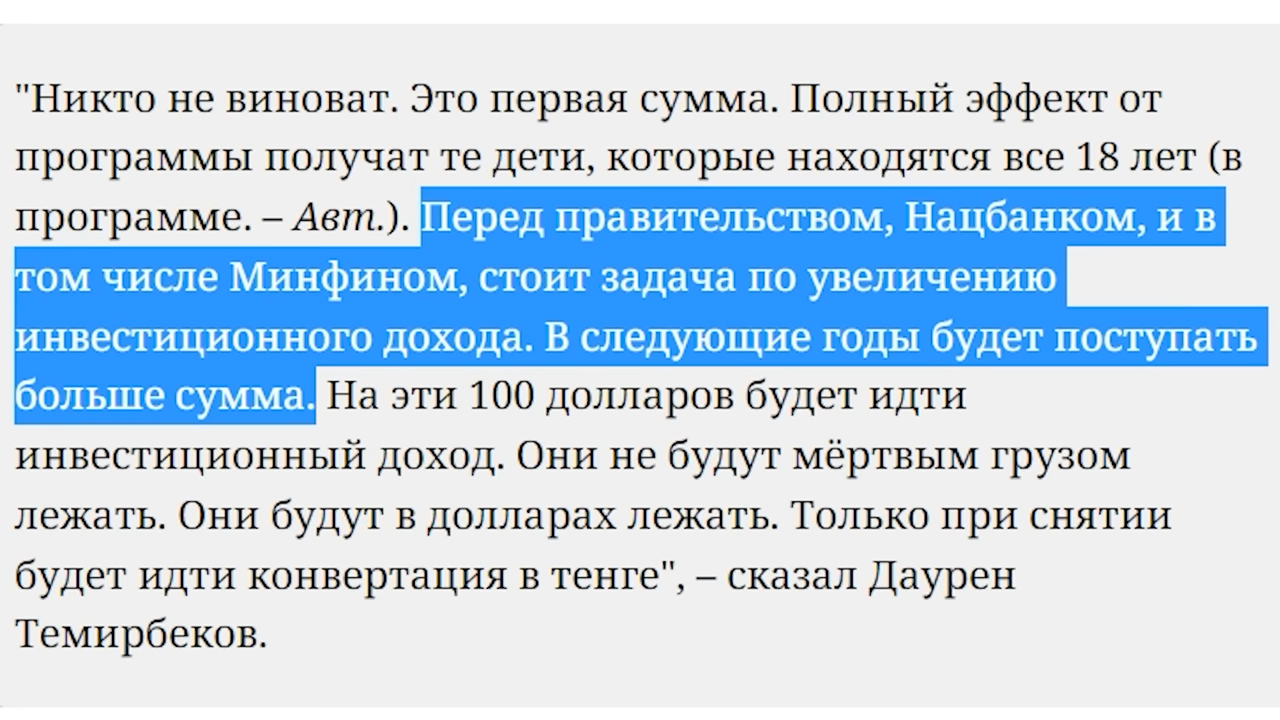 "Никто не виноват. Это первая сумма. Полный эффект от
программы получат те дети, которые находятся все 18 лет (в
программе. – Авт.). Перед правительством, Нацбанком, и в
том числе Минфином, стоит задача по увеличению
инвестиционного дохода. В следующие годы будет поступать
больше сумма. На эти 100 долларов будет идти
инвестиционный доход. Они не будут мёртвым грузом
лежать. Они будут в долларах лежать. Только при снятии
будет идти конвертация в тенге", – сказал Даурен
Темирбеков.